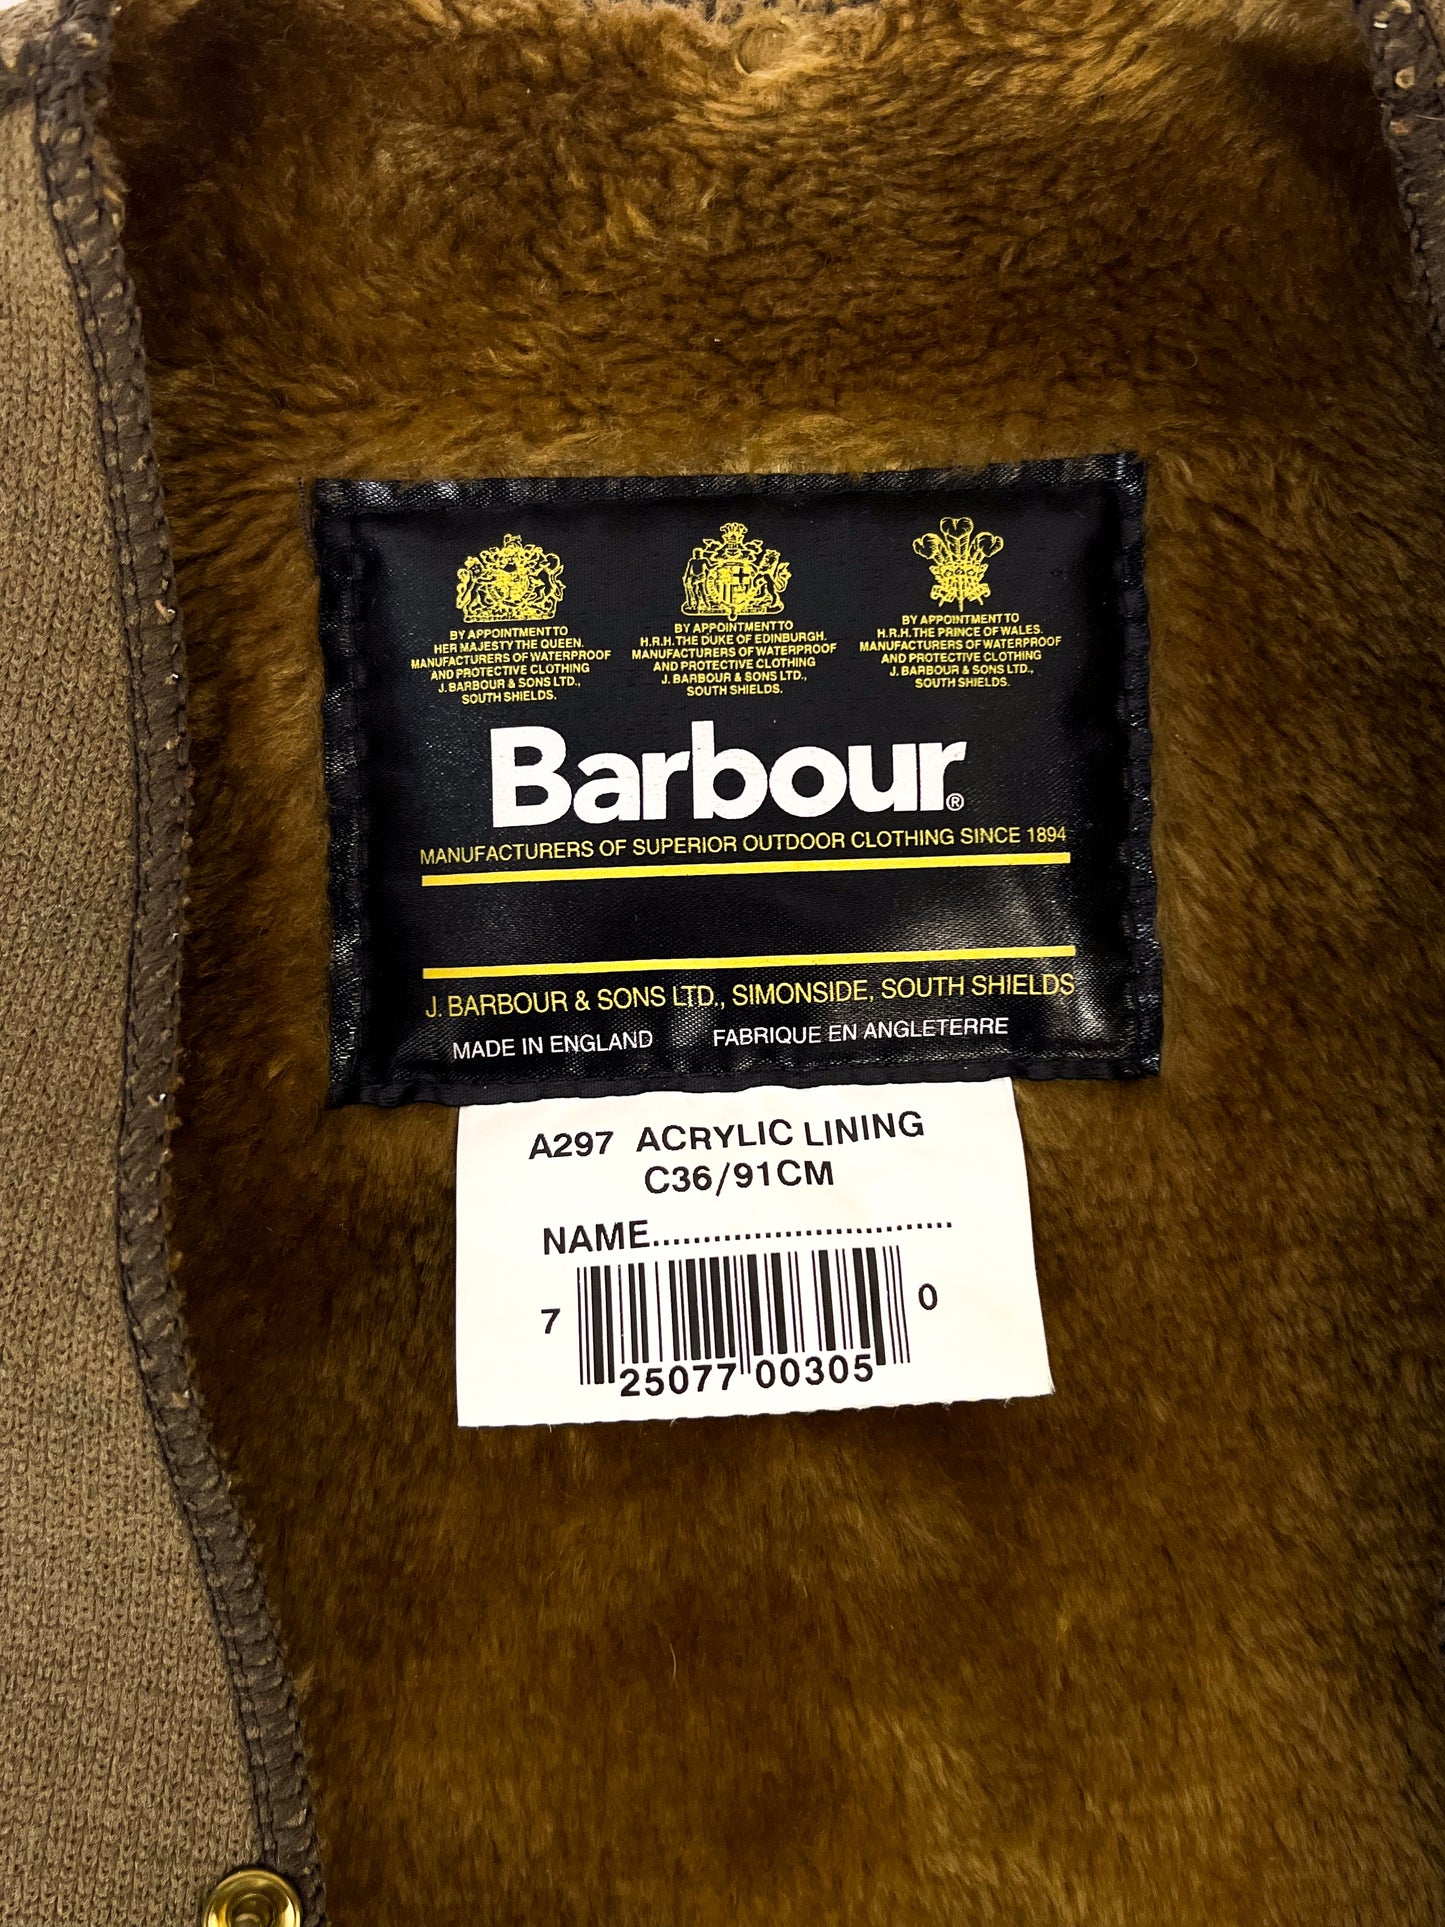 BY APPOINTMENT TO
HER MAJESTY THE QUEEN.
MANUFACTURERS OF WATERPROOF
AND PROTECTIVE CLOTHING
J. BARBOUR & SONS LTD.,
SOUTH SHIELDS.
BY APPOINTMENT TO
H.R.H. THE DUKE OF EDINBURGH.
MANUFACTURERS OF WATERPROOF
AND PROTECTIVE CLOTHING
J. BARBOUR & SONS LTD.,
SOUTH SHIELDS.
BY APPOINTMENT TO
H.R.H. THE PRINCE OF WALES.
MANUFACTURERS OF WATERPROOF
AND PROTECTIVE CLOTHING
J. BARBOUR & SONS LTD.,
SOUTH SHIELDS.
Barbour®
MANUFACTURERS OF SUPERIOR OUTDOOR CLOTHING SINCE 1894
J. BARBOUR & SONS LTD., SIMONSIDE, SOUTH SHIELDS
MADE IN ENGLAND FABRIQUE EN ANGLETERRE
A297 ACRYLIC LINING
C36/91CM
NAME..............................
7 25077 00305 0